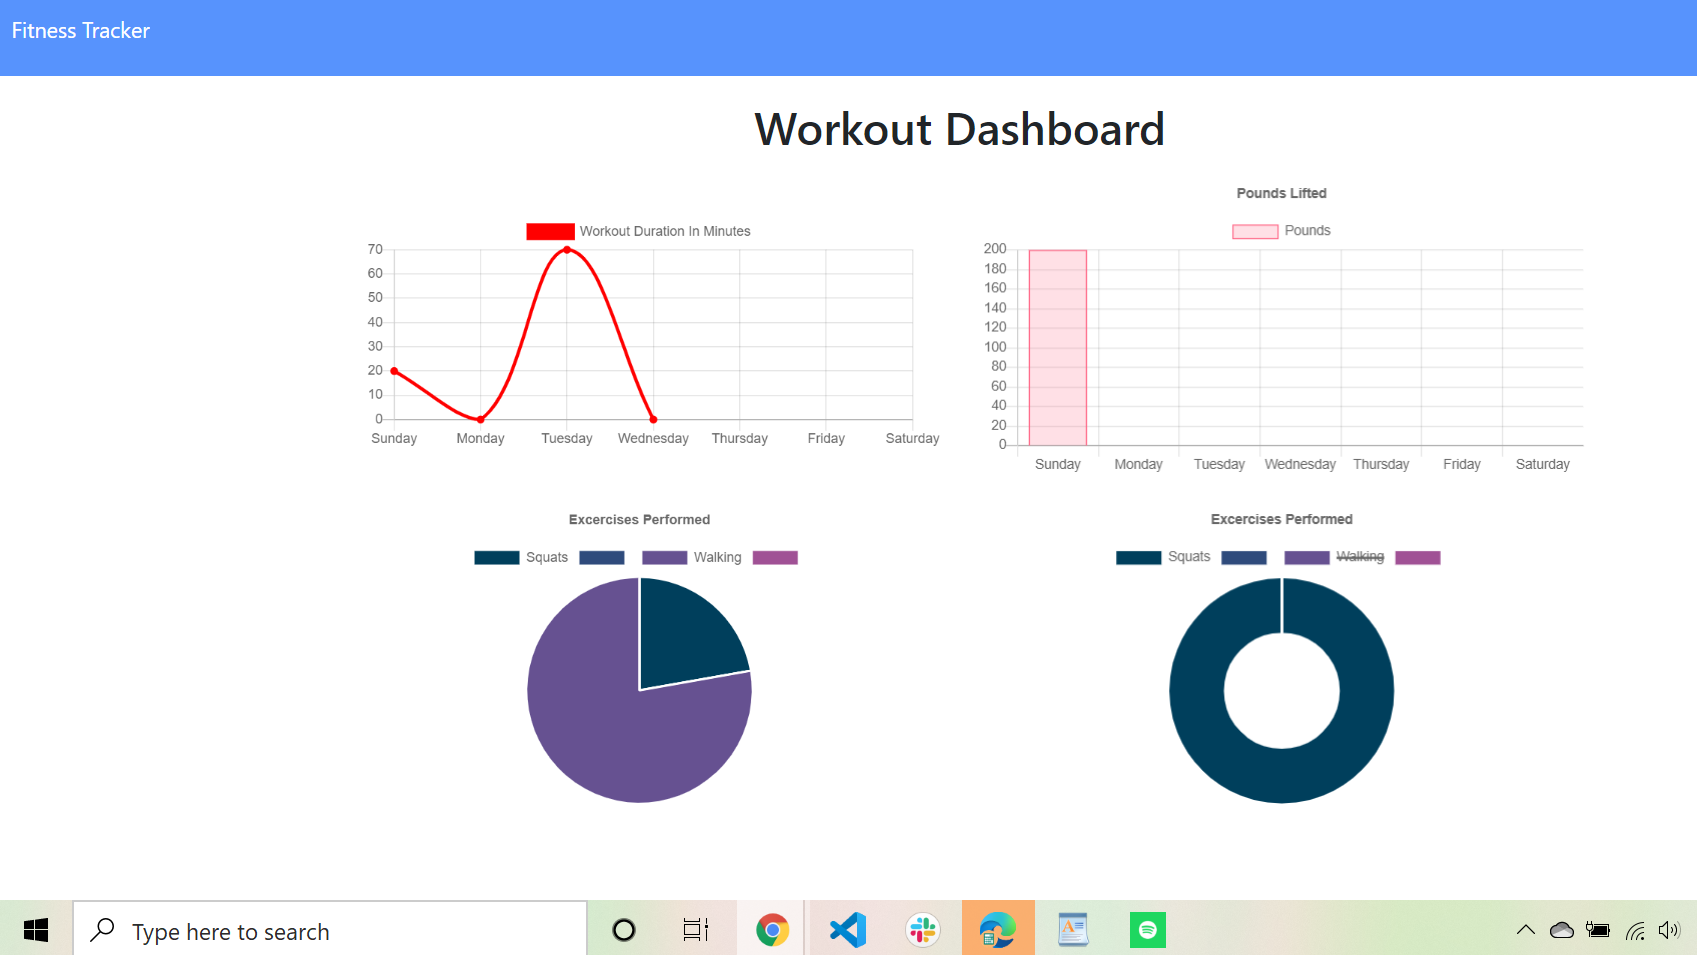 Fitness Tracker
Workout Dashboard
Workout Duration In Minutes
70
60
50
40
30
20
10
0
Sunday Monday Tuesday Wednesday Thursday Friday Saturday
Pounds Lifted
Pounds
200
180
160
140
120
100
80
60
40
20
0
Sunday Monday Tuesday Wednesday Thursday Friday Saturday
Excercises Performed
Squats Walking
Excercises Performed
Squats Walking
Type here to search